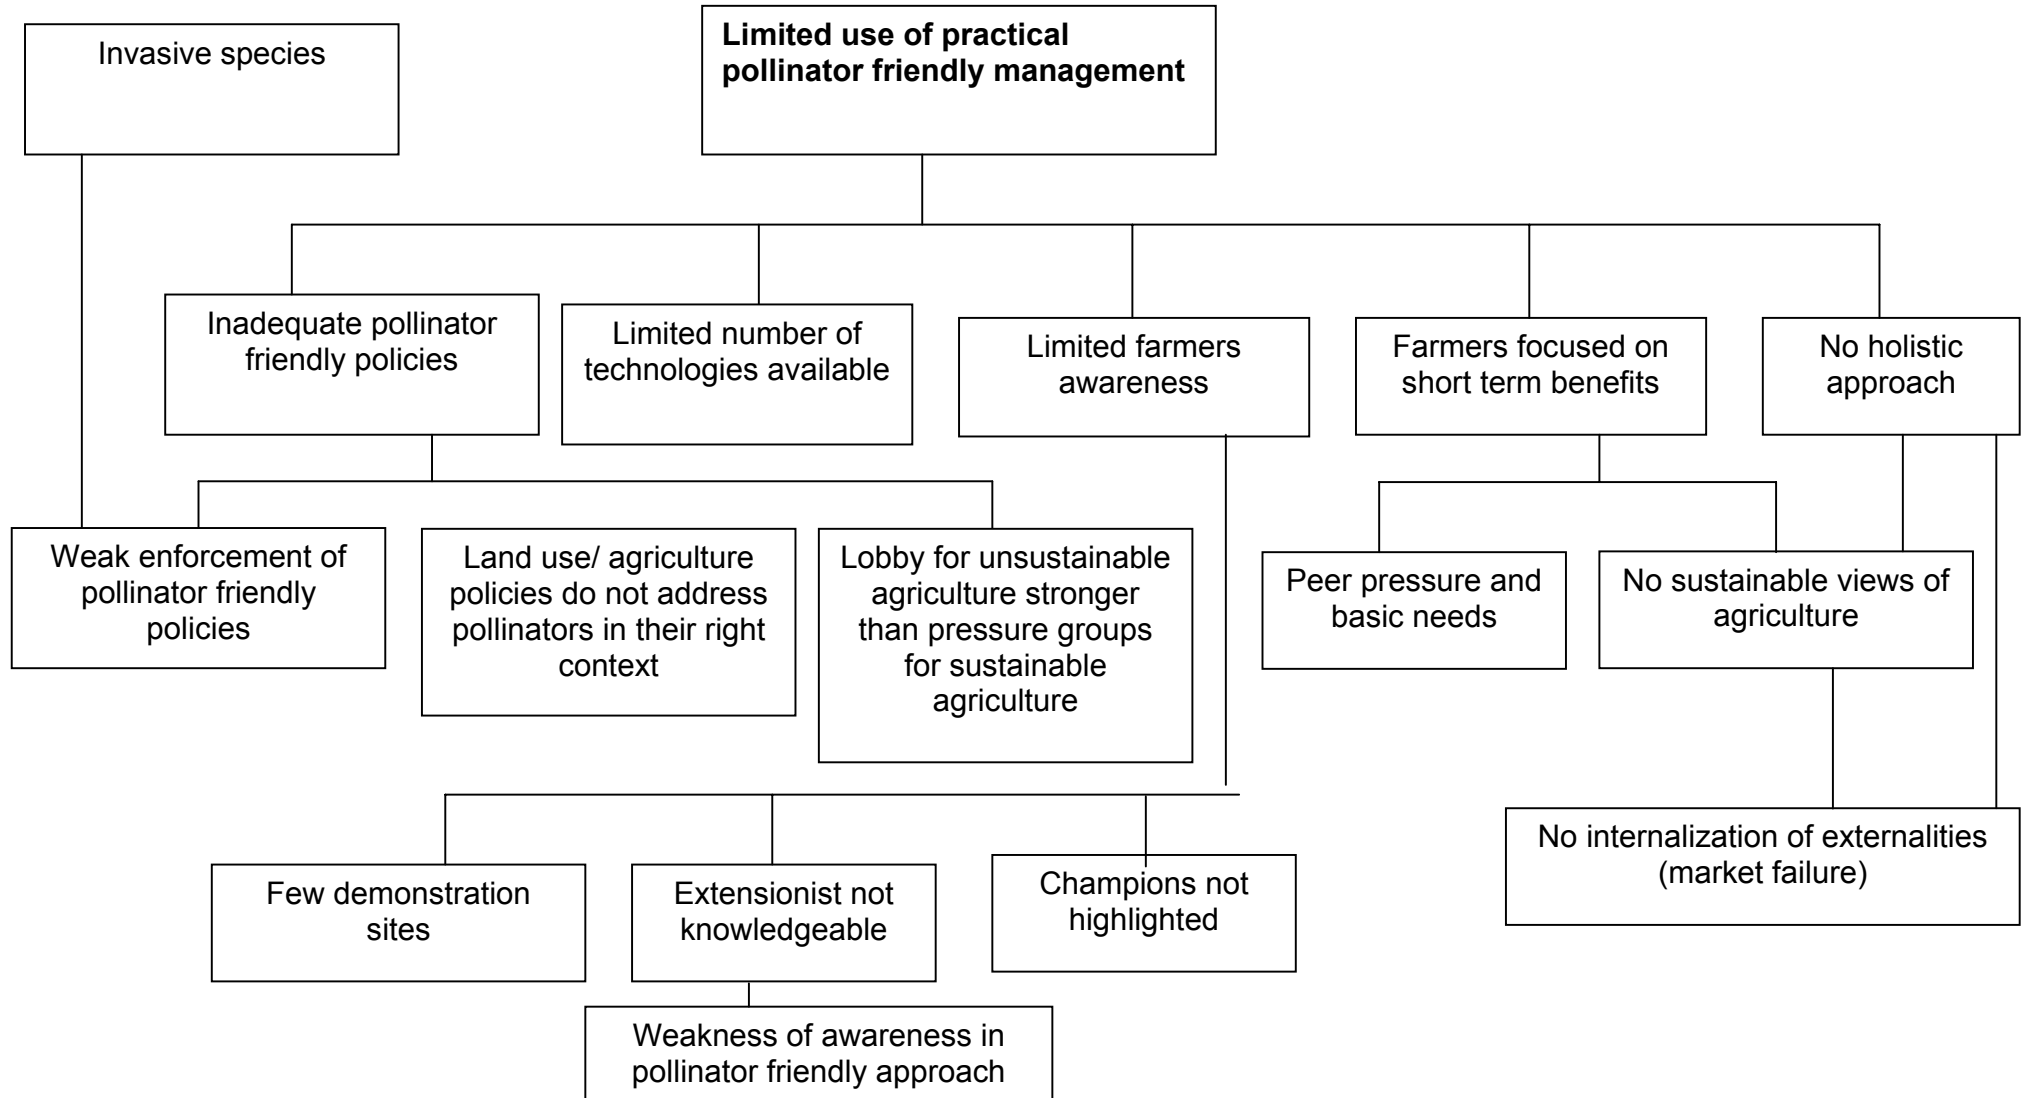 Invasive species
Limited use of practical
pollinator friendly management
Inadequate pollinator
friendly policies
Limited number of
technologies available
Limited farmers
awareness
Farmers focused on
short term benefits
No holistic
approach
Weak enforcement of
pollinator friendly
policies
Land use/ agriculture
policies do not address
pollinators in their right
context
Lobby for unsustainable
agriculture stronger
than pressure groups
for sustainable
agriculture
Peer pressure and
basic needs
No sustainable views of
agriculture
No internalization of externalities
(market failure)
Few demonstration
sites
Extensionist not
knowledgeable
Champions not
highlighted
Weakness of awareness in
pollinator friendly approach